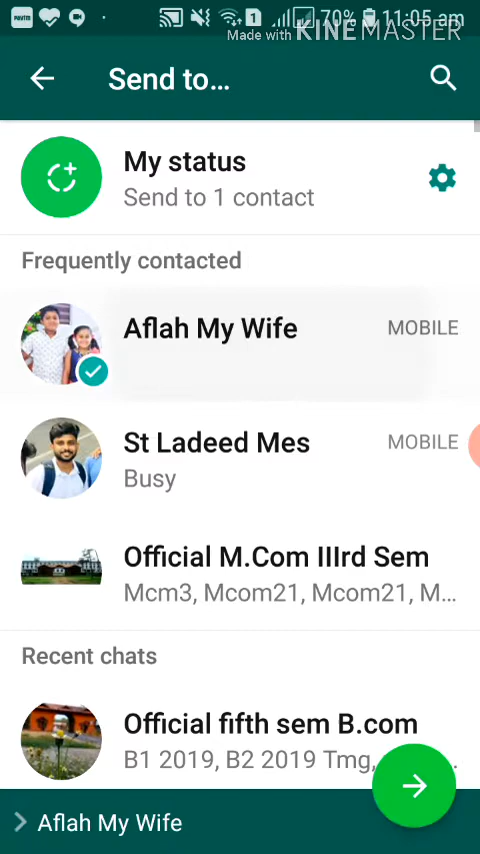 paytm
1
70%
11:05 am
Made with KINEMASTER
Send to...
My status
Send to 1 contact
Frequently contacted
Aflah My Wife
MOBILE
St Ladeed Mes
MOBILE
Busy
Official M.Com IIIrd Sem
Mcm3, Mcom21, Mcom21, M...
Recent chats
Official fifth sem B.com
B1 2019, B2 2019 Tmg,
Aflah My Wife